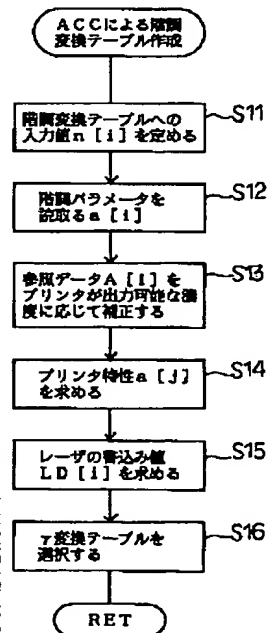 ACCによる階調
変換テーブル作成
階調変換テーブルへの
入力値n[i]を定める
S11
階調パラメータを
読取るa[i]
S12
参照データA[i]を
プリンタが出力可能な濃
度に応じて補正する
S13
プリンタ特性a[j]
を求める
S14
レーザの書込み値
LD[i]を求める
S15
γ変換テーブルを
選択する
S16
RET